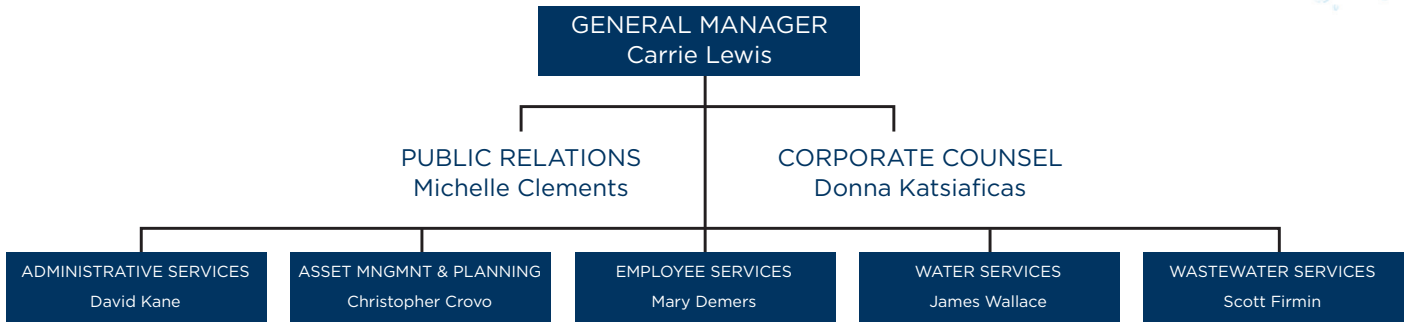 GENERAL MANAGER
Carrie Lewis
PUBLIC RELATIONS
Michelle Clements
CORPORATE COUNSEL
Donna Katsiaficas
ADMINISTRATIVE SERVICES
David Kane
ASSET MNGMNT & PLANNING
Christopher Crovo
EMPLOYEE SERVICES
Mary Demers
WATER SERVICES
James Wallace
WASTEWATER SERVICES
Scott Firmin